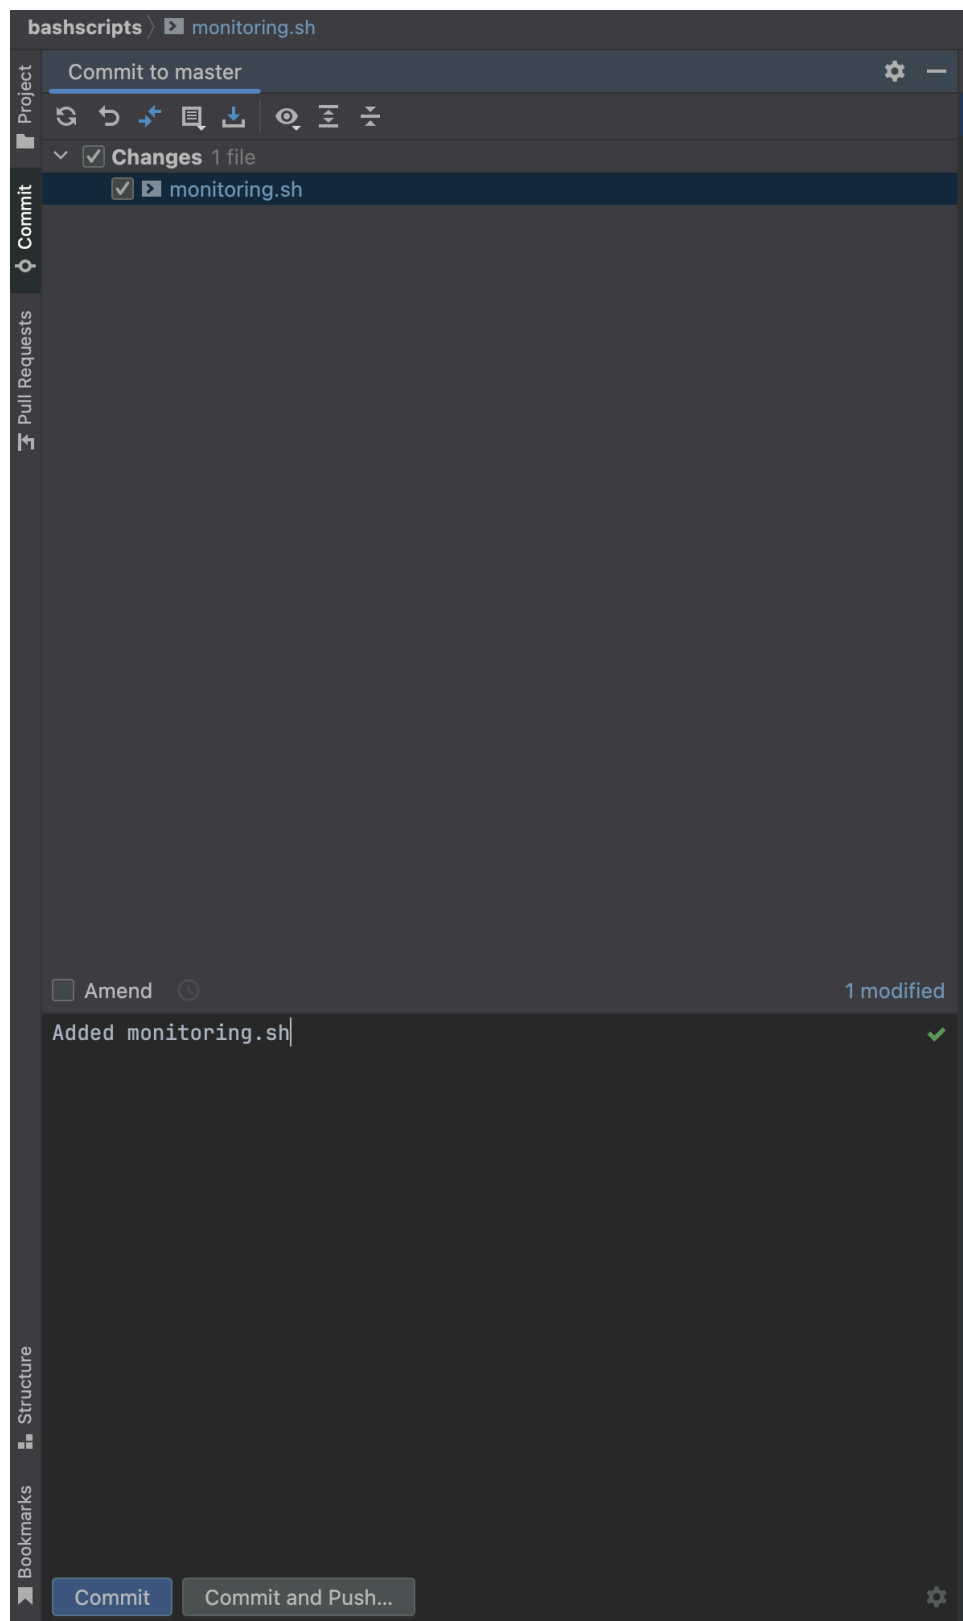 bashscripts monitoring.sh
Project
Commit
Pull Requests
Commit to master
Changes 1 file
monitoring.sh
Amend
1 modified
Added monitoring.sh
Structure
Bookmarks
Commit
Commit and Push...